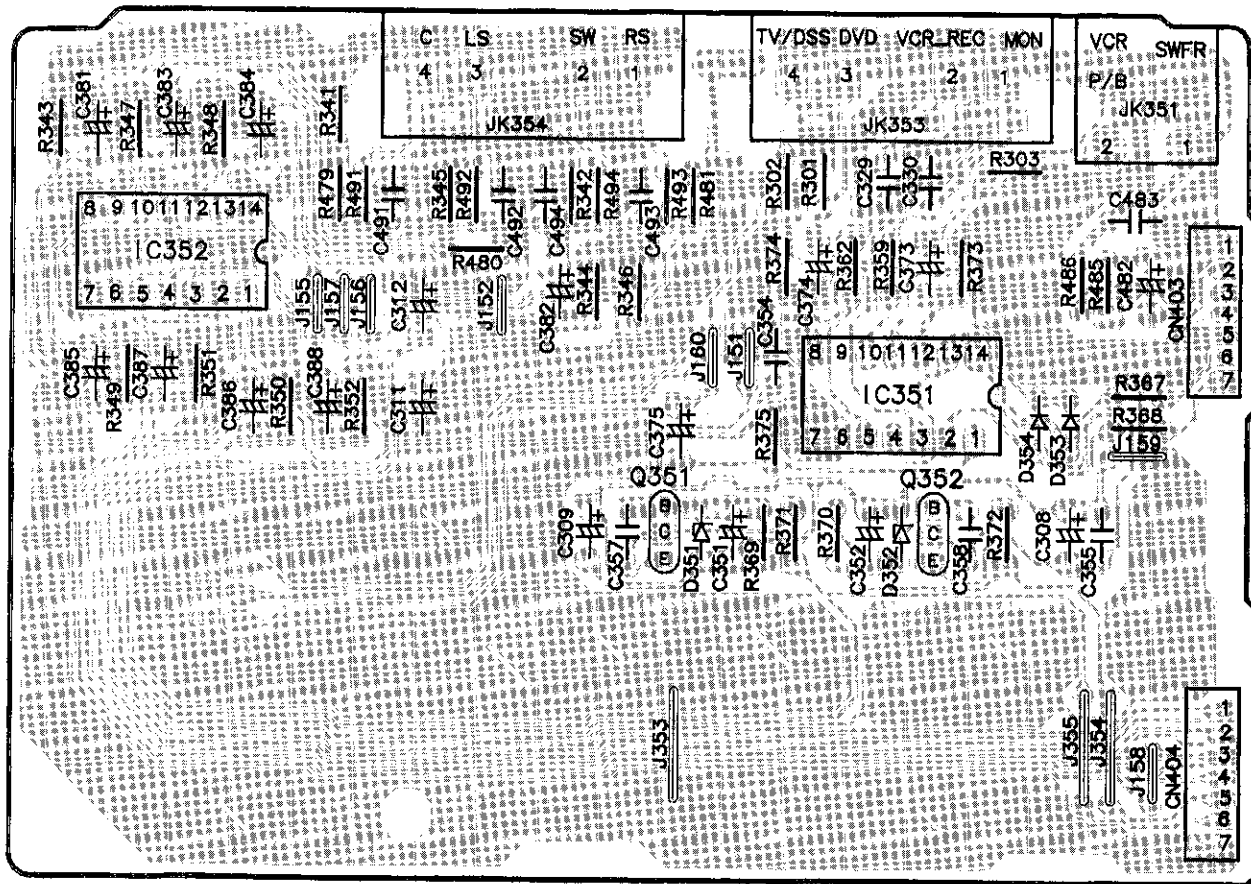 C LS SW RS
4 3 2 1
JK354
TV/DSS DVD VCR_REC MON
4 3 2 1
JK353
VCR SWFR
P/B
JK351
2 1
R343
C381
R347
C383
R348
C384
R341
8 9 10 11 12 13 14
IC352
7 6 5 4 3 2 1
R479
R491
C491
R345
R492
C492
C494
R342
R494
C493
R493
R481
R302
R301
C329
C330
R303
C483
R480
J155
J157
J156
C312
J152
C382
R344
R346
R374
C374
R362
R359
C373
R373
R486
R485
C482
CN403
1
2
3
4
5
6
7
C385
R349
C387
R351
C386
R350
C388
R352
C311
J160
J151
C354
8 9 10 11 12 13 14
IC351
7 6 5 4 3 2 1
C375
R375
D354
D353
R367
R368
J159
Q351
B
C
E
Q352
B
C
E
C309
C357
D351
C351
R369
R371
R370
C352
D352
C358
R372
C308
C355
J353
J355
J354
J158
CN404
1
2
3
4
5
6
7